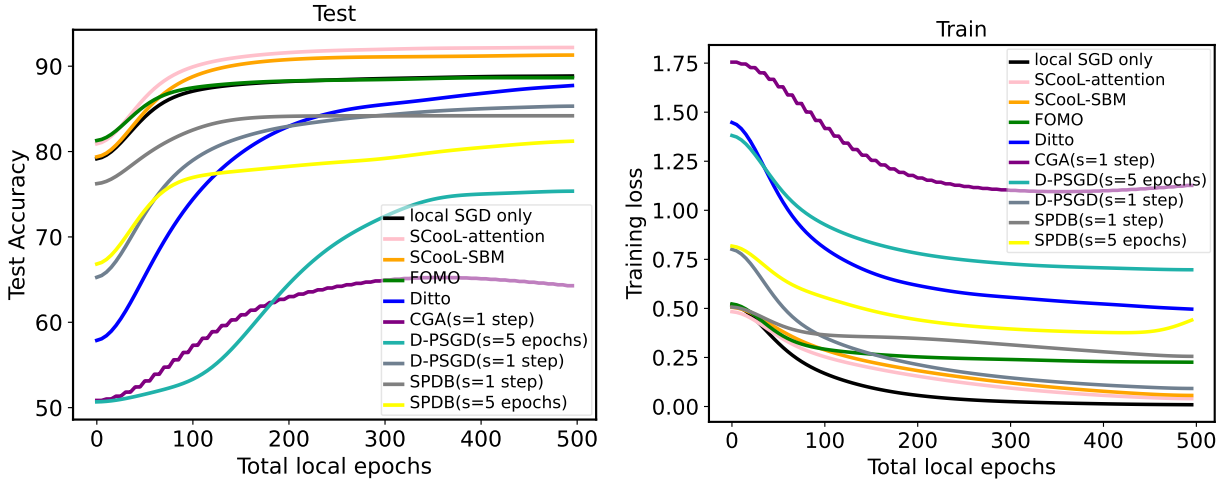 Test
Test Accuracy
90
80
70
60
50
local SGD only
SCooL-attention
SCooL-SBM
FOMO
Ditto
CGA(s=1 step)
D-PSGD(s=5 epochs)
D-PSGD(s=1 step)
SPDB(s=1 step)
SPDB(s=5 epochs)
0 100 200 300 400 500
Total local epochs
Train
Training loss
1.75
1.50
1.25
1.00
0.75
0.50
0.25
0.00
local SGD only
SCooL-attention
SCooL-SBM
FOMO
Ditto
CGA(s=1 step)
D-PSGD(s=5 epochs)
D-PSGD(s=1 step)
SPDB(s=1 step)
SPDB(s=5 epochs)
0 100 200 300 400 500
Total local epochs